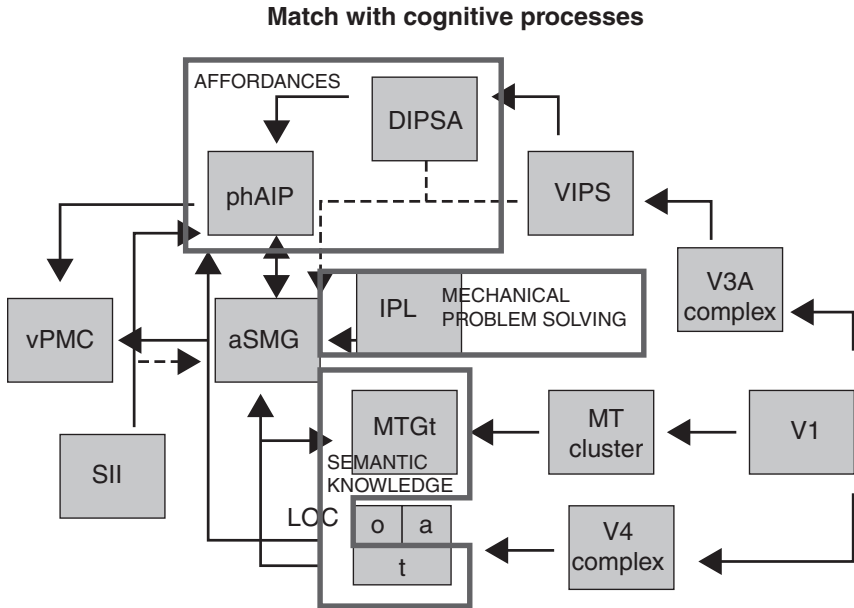 Match with cognitive processes
AFFORDANCES
DIPSA
phAIP
VIPS
V3A
complex
vPMC
aSMG
IPL
MECHANICAL
PROBLEM SOLVING
MTGt
MT
cluster
V1
SII
SEMANTIC
KNOWLEDGE
LOC
o
a
t
V4
complex